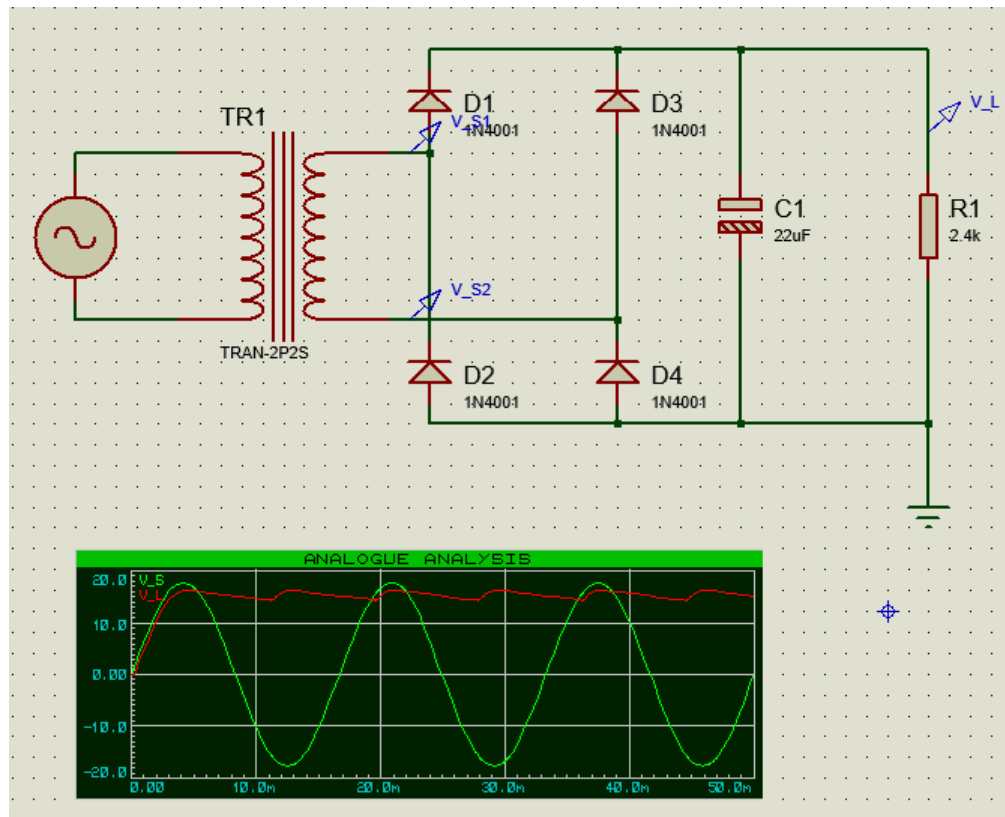 TR1
TRAN-2P2S
D1
1N4001
V_S1
D3
1N4001
V_S2
D2
1N4001
D4
1N4001
C1
22uF
V_L
R1
2.4k
ANALOGUE ANALYSIS
V_S
V_L
20.0
10.0
0.00
-10.0
-20.0
0.00 10.0m 20.0m 30.0m 40.0m 50.0m